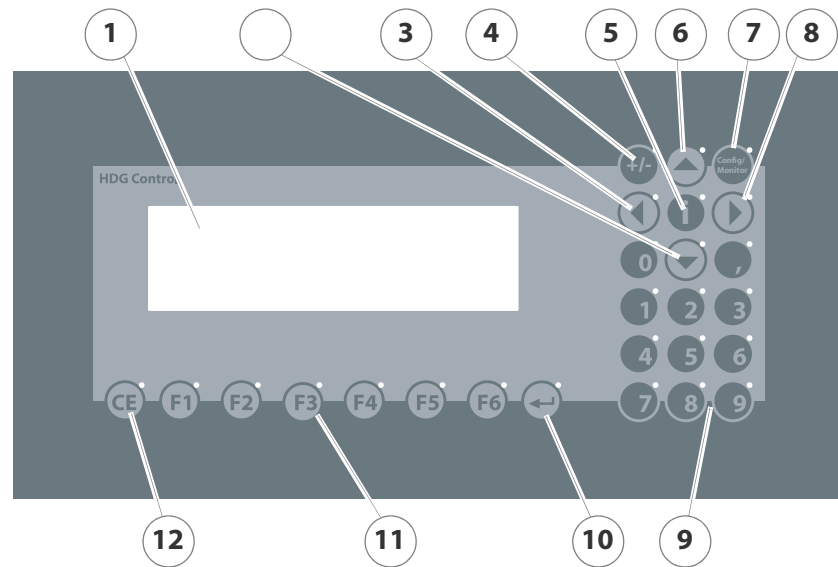 1 3 4 5 6 7 8
+/- Config/
Monitor
HDG Control
i
0 ,
1 2 3
4 5 6
CE F1 F2 F3 F4 F5 F6 7 8 9
12 11 10 9